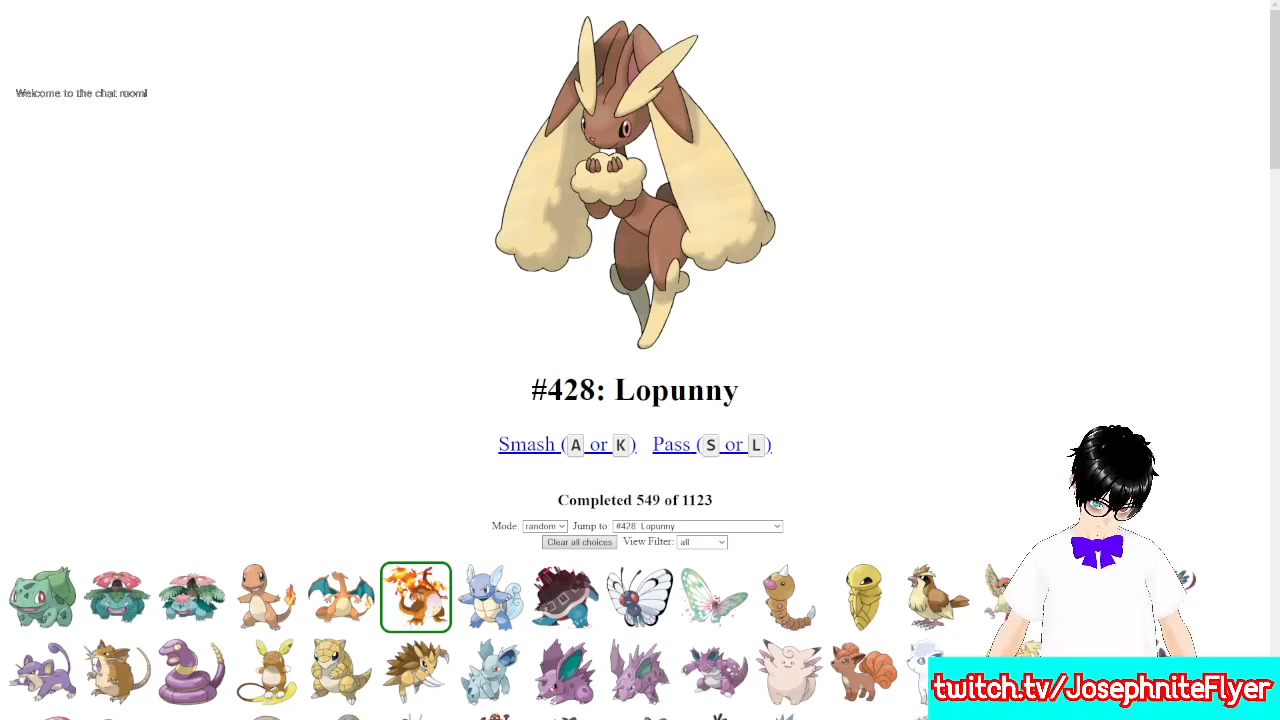 Welcome to the chat room!
#428: Lopunny
Smash (A or K) Pass (S or L)
Completed 549 of 1123
Mode: random Jump to #428: Lopunny
Clear all choices View Filter: all
twitch.tv/JosephniteFlyer